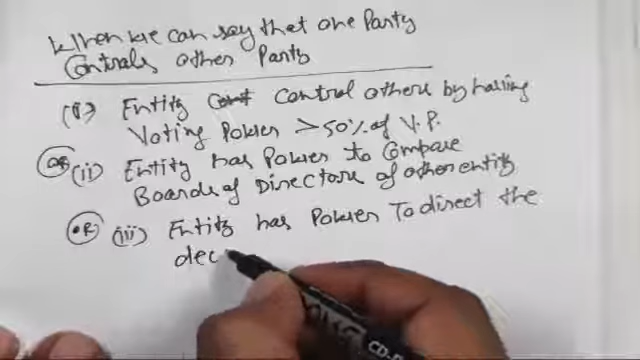 When we can say that one Party
Controls other Party
(i) Entity Control others by having
Voting Power > 50% of V.P.
OR (ii) Entity has Power to Compose
Boards of Directors of other entity
OR (iii) Entity has Power To direct the
dec